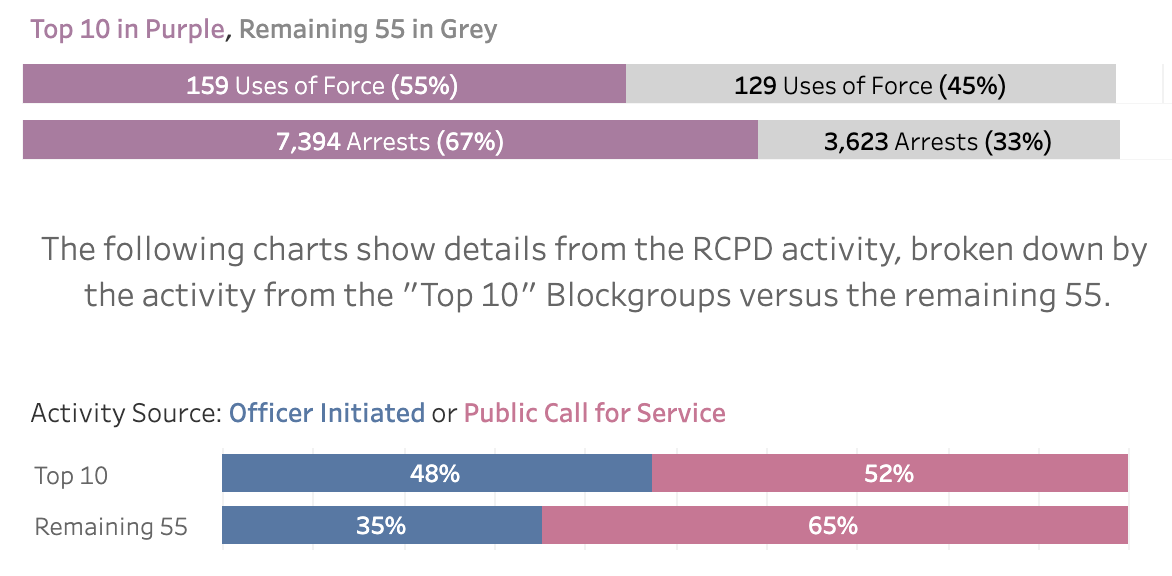 Top 10 in Purple, Remaining 55 in Grey
159 Uses of Force (55%) 129 Uses of Force (45%)
7,394 Arrests (67%) 3,623 Arrests (33%)
The following charts show details from the RCPD activity, broken down by
the activity from the "Top 10" Blockgroups versus the remaining 55.
Activity Source: Officer Initiated or Public Call for Service
Top 10 48% 52%
Remaining 55 35% 65%